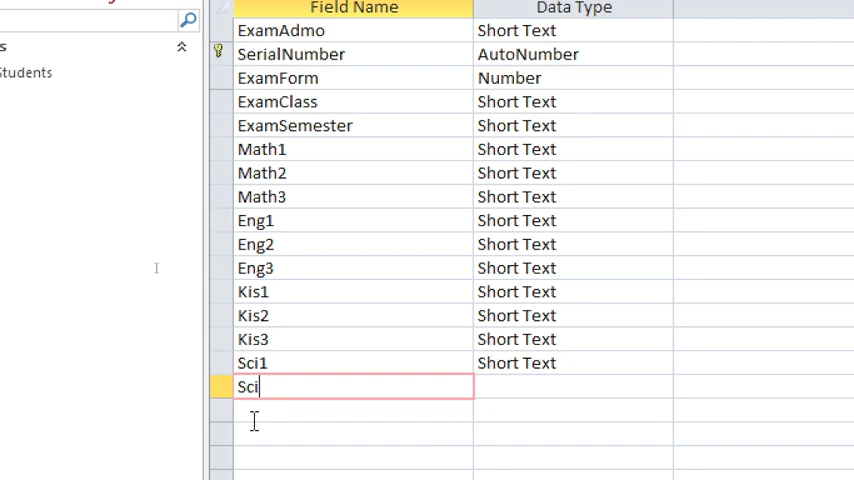 Field Name Data Type
ExamAdmo Short Text
SerialNumber AutoNumber
Students
ExamForm Number
ExamClass Short Text
ExamSemester Short Text
Math1 Short Text
Math2 Short Text
Math3 Short Text
Eng1 Short Text
Eng2 Short Text
Eng3 Short Text
Kis1 Short Text
Kis2 Short Text
Kis3 Short Text
Sci1 Short Text
Sci